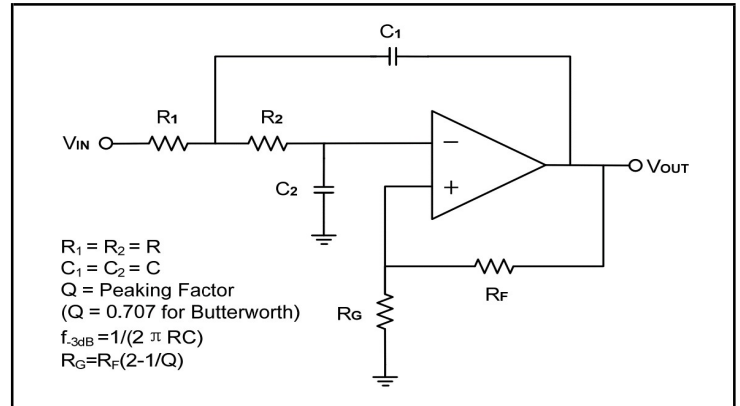 C1
R1
R2
VIN
−
+
VOUT
C2
RF
RG
R1 = R2 = R
C1 = C2 = C
Q = Peaking Factor
(Q = 0.707 for Butterworth)
f-3dB =1/(2 π RC)
RG=RF(2-1/Q)